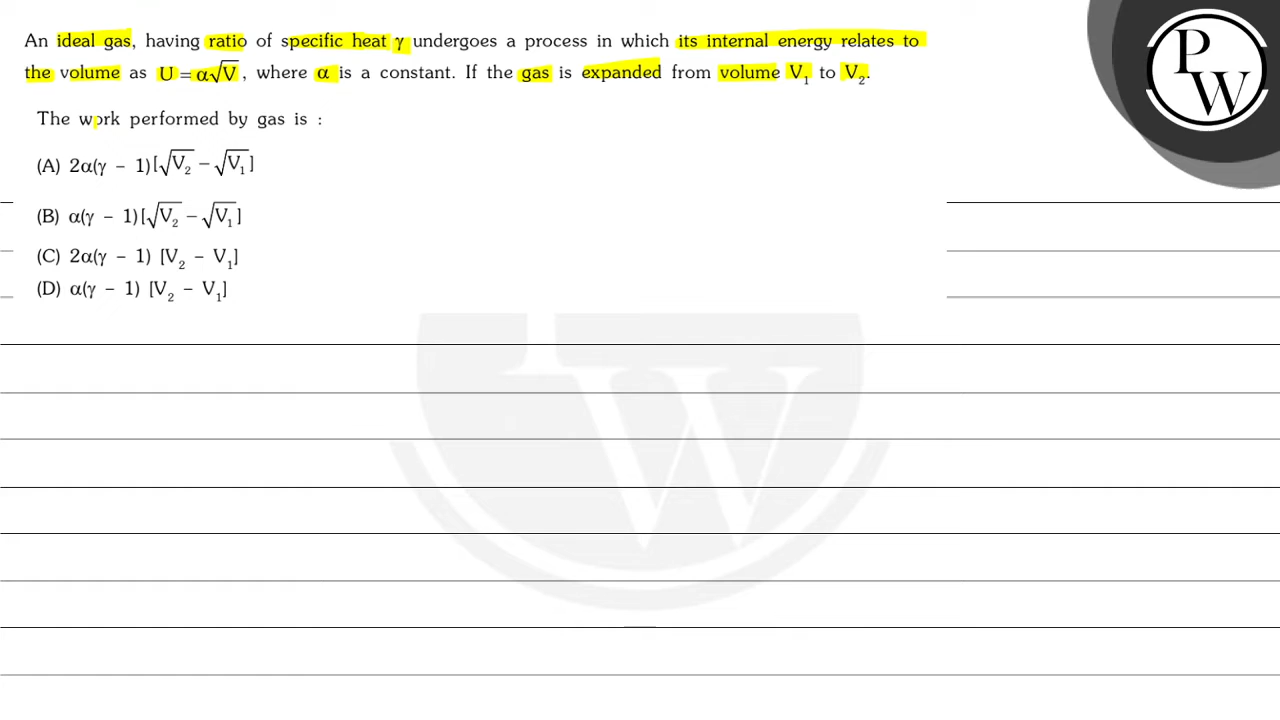 An ideal gas, having ratio of specific heat γ undergoes a process in which its internal energy relates to
the volume as U = α√V, where α is a constant. If the gas is expanded from volume V₁ to V₂.
The work performed by gas is :
(A) 2α(γ − 1)[√V₂ − √V₁]
(B) α(γ − 1)[√V₂ − √V₁]
(C) 2α(γ − 1) [V₂ − V₁]
(D) α(γ − 1) [V₂ − V₁]
P
W
W